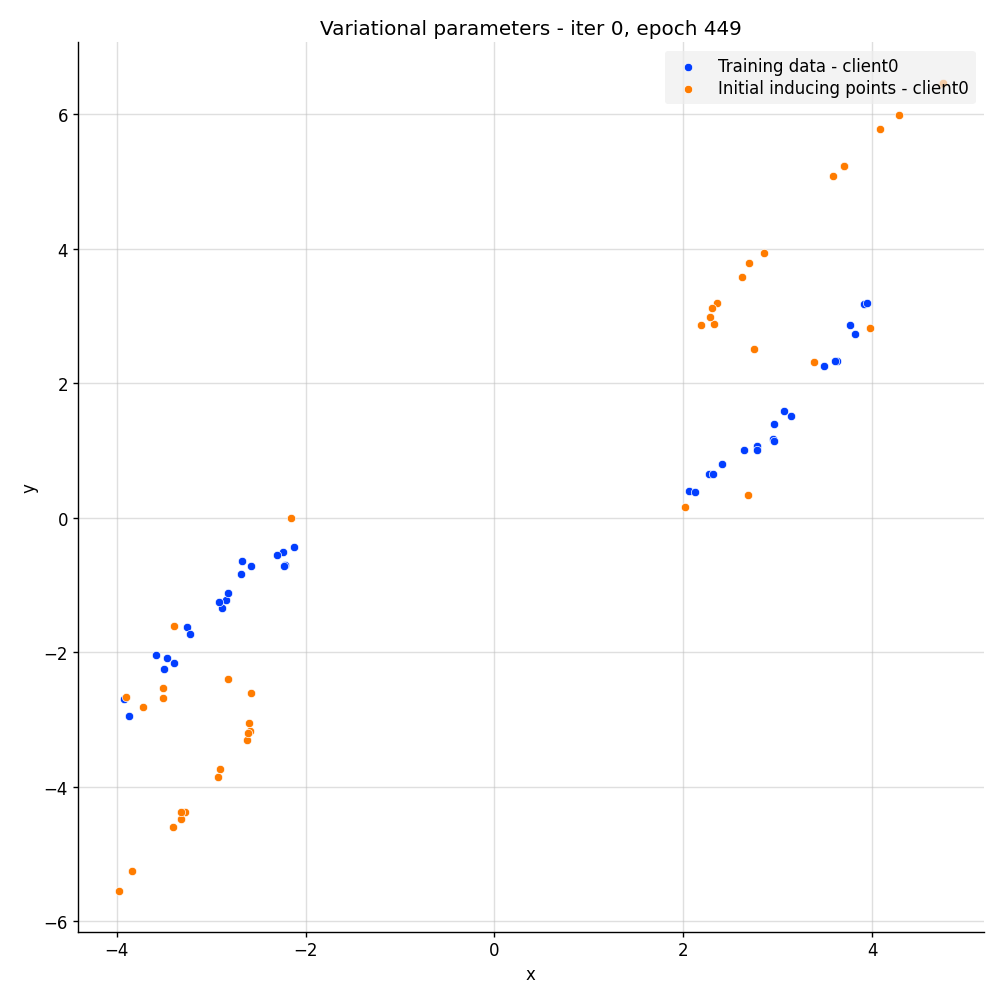 Variational parameters - iter 0, epoch 449
Training data - client0
Initial inducing points - client0
6
4
2
0
−2
−4
−6
y
−4
−2
0
2
4
x